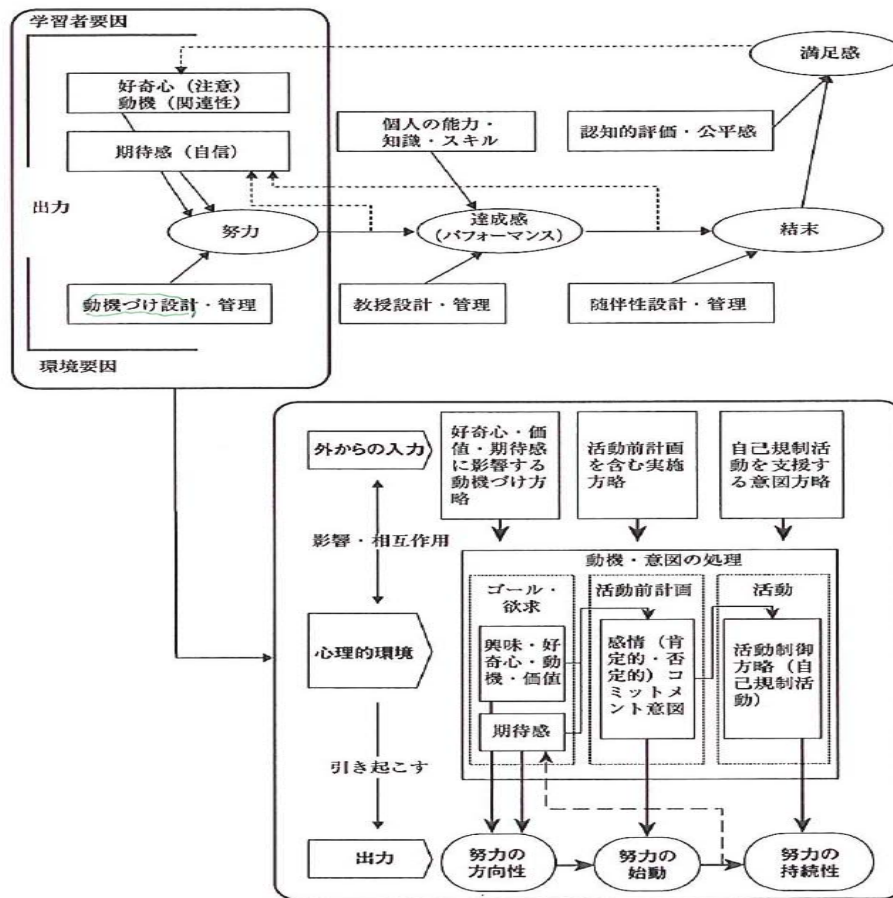 学習者要因
満足感
好奇心(注意)
動機(関連性)
個人の能力・
知識・スキル
認知的評価・公平感
期待感(自信)
出力
努力
達成感
(パフォーマンス)
結末
動機づけ設計・管理
教授設計・管理
随伴性設計・管理
環境要因
外からの入力
好奇心・価
値・期待感
に影響する
動機づけ方
略
活動前計画
を含む実施
方略
自己規制活
動を支援す
る意図方略
影響・相互作用
動機・意図の処理
ゴール・
欲求
活動前計画
活動
心理的環境
興味・好
奇心・動
機・価値
感情(肯
定的・否
定的)コ
ミットメ
ント意図
活動制御
方略(自
己規制活
動)
期待感
引き起こす
出力
努力の
方向性
努力の
始動
努力の
持続性